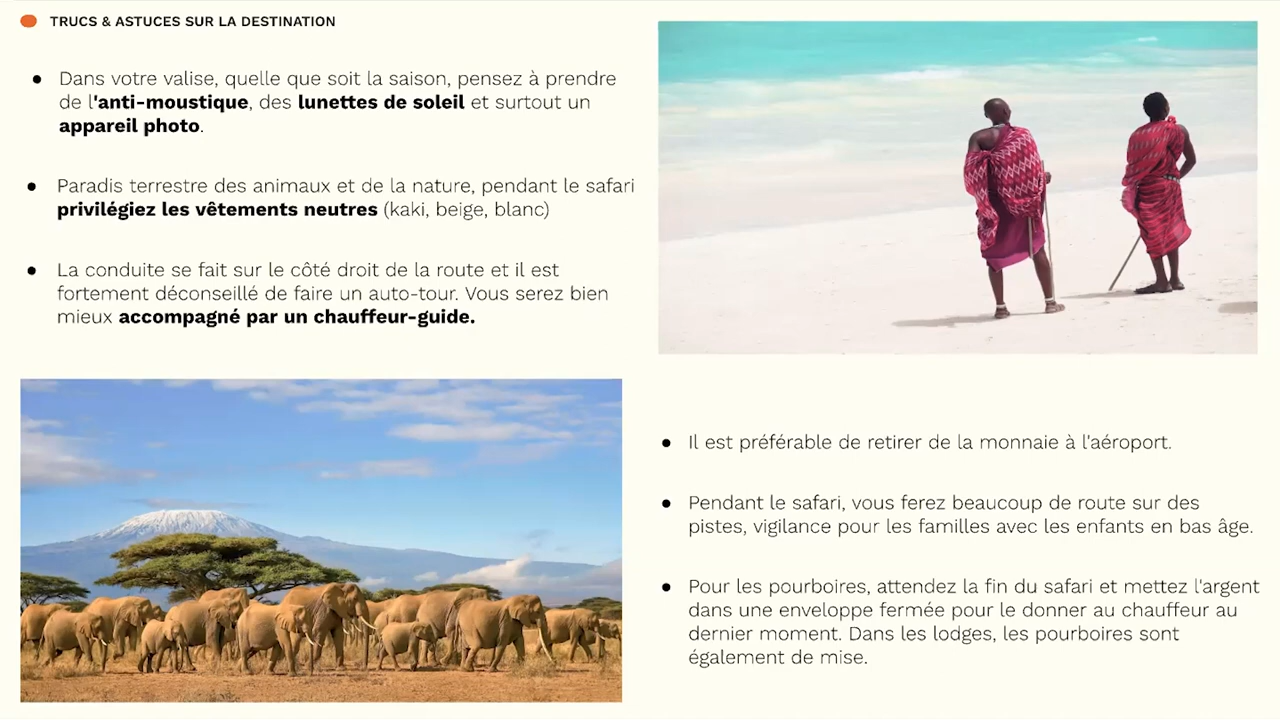 TRUCS & ASTUCES SUR LA DESTINATION
Dans votre valise, quelle que soit la saison, pensez à prendre
de l'anti-moustique, des lunettes de soleil et surtout un
appareil photo.
Paradis terrestre des animaux et de la nature, pendant le safari
privilégiez les vêtements neutres (kaki, beige, blanc)
La conduite se fait sur le côté droit de la route et il est
fortement déconseillé de faire un auto-tour. Vous serez bien
mieux accompagné par un chauffeur-guide.
Il est préférable de retirer de la monnaie à l'aéroport.
Pendant le safari, vous ferez beaucoup de route sur des
pistes, vigilance pour les familles avec les enfants en bas âge.
Pour les pourboires, attendez la fin du safari et mettez l'argent
dans une enveloppe fermée pour le donner au chauffeur au
dernier moment. Dans les lodges, les pourboires sont
également de mise.